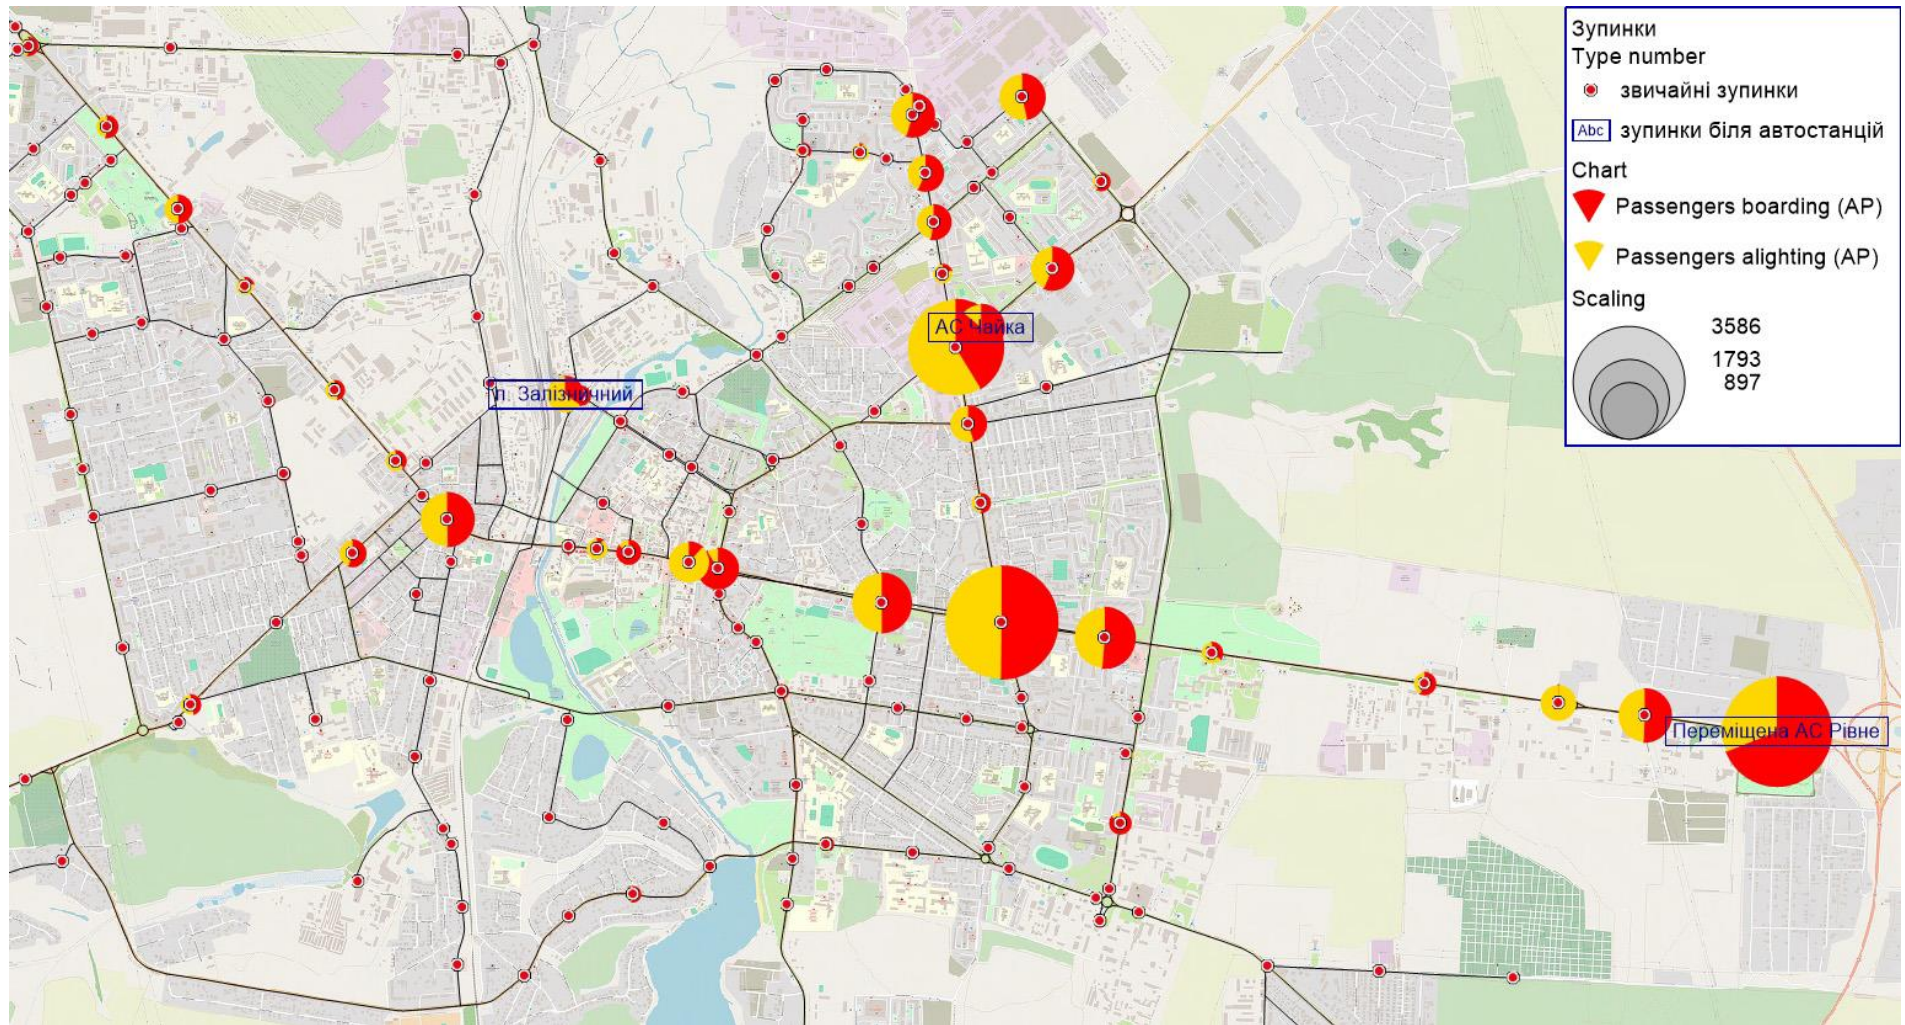 Зупинки
Type number
звичайні зупинки
Abc
зупинки біля автостанцій
Chart
Passengers boarding (AP)
Passengers alighting (AP)
Scaling
3586
1793
897
АС Чайка
п. Залізничний
Переміщена АС Рівне